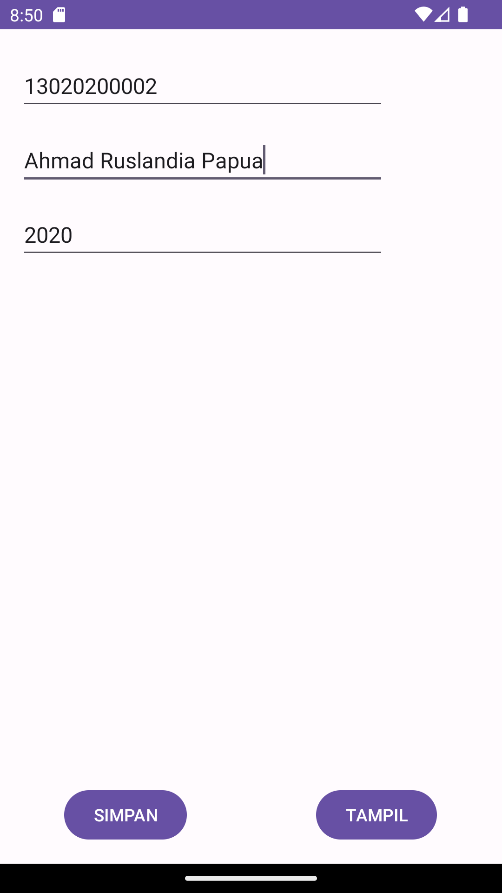 8:50
13020200002
Ahmad Ruslandia Papua
2020
SIMPAN
TAMPIL